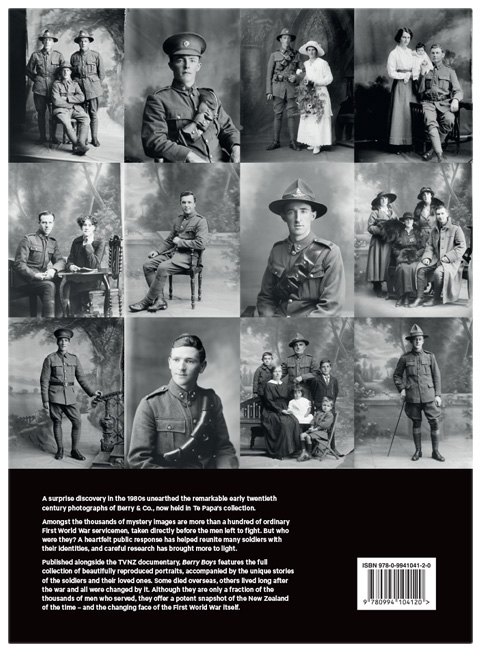 A surprise discovery in the 1980s unearthed the remarkable early twentieth
century photographs of Berry & Co., now held in Te Papa's collection.
Amongst the thousands of mystery images are more than a hundred of ordinary
First World War servicemen, taken directly before the men left to fight. But who
were they? A heartfelt public response has helped reunite many soldiers with
their identities, and careful research has brought more to light.
Published alongside the TVNZ documentary, Berry Boys features the full
collection of beautifully reproduced portraits, accompanied by the unique stories
of the soldiers and their loved ones. Some died overseas, others lived long after
the war and all were changed by it. Although they are only a fraction of the
thousands of men who served, they offer a potent snapshot of the New Zealand
of the time – and the changing face of the First World War itself.
ISBN 978-0-9941041-2-0
9 780994 104120 >